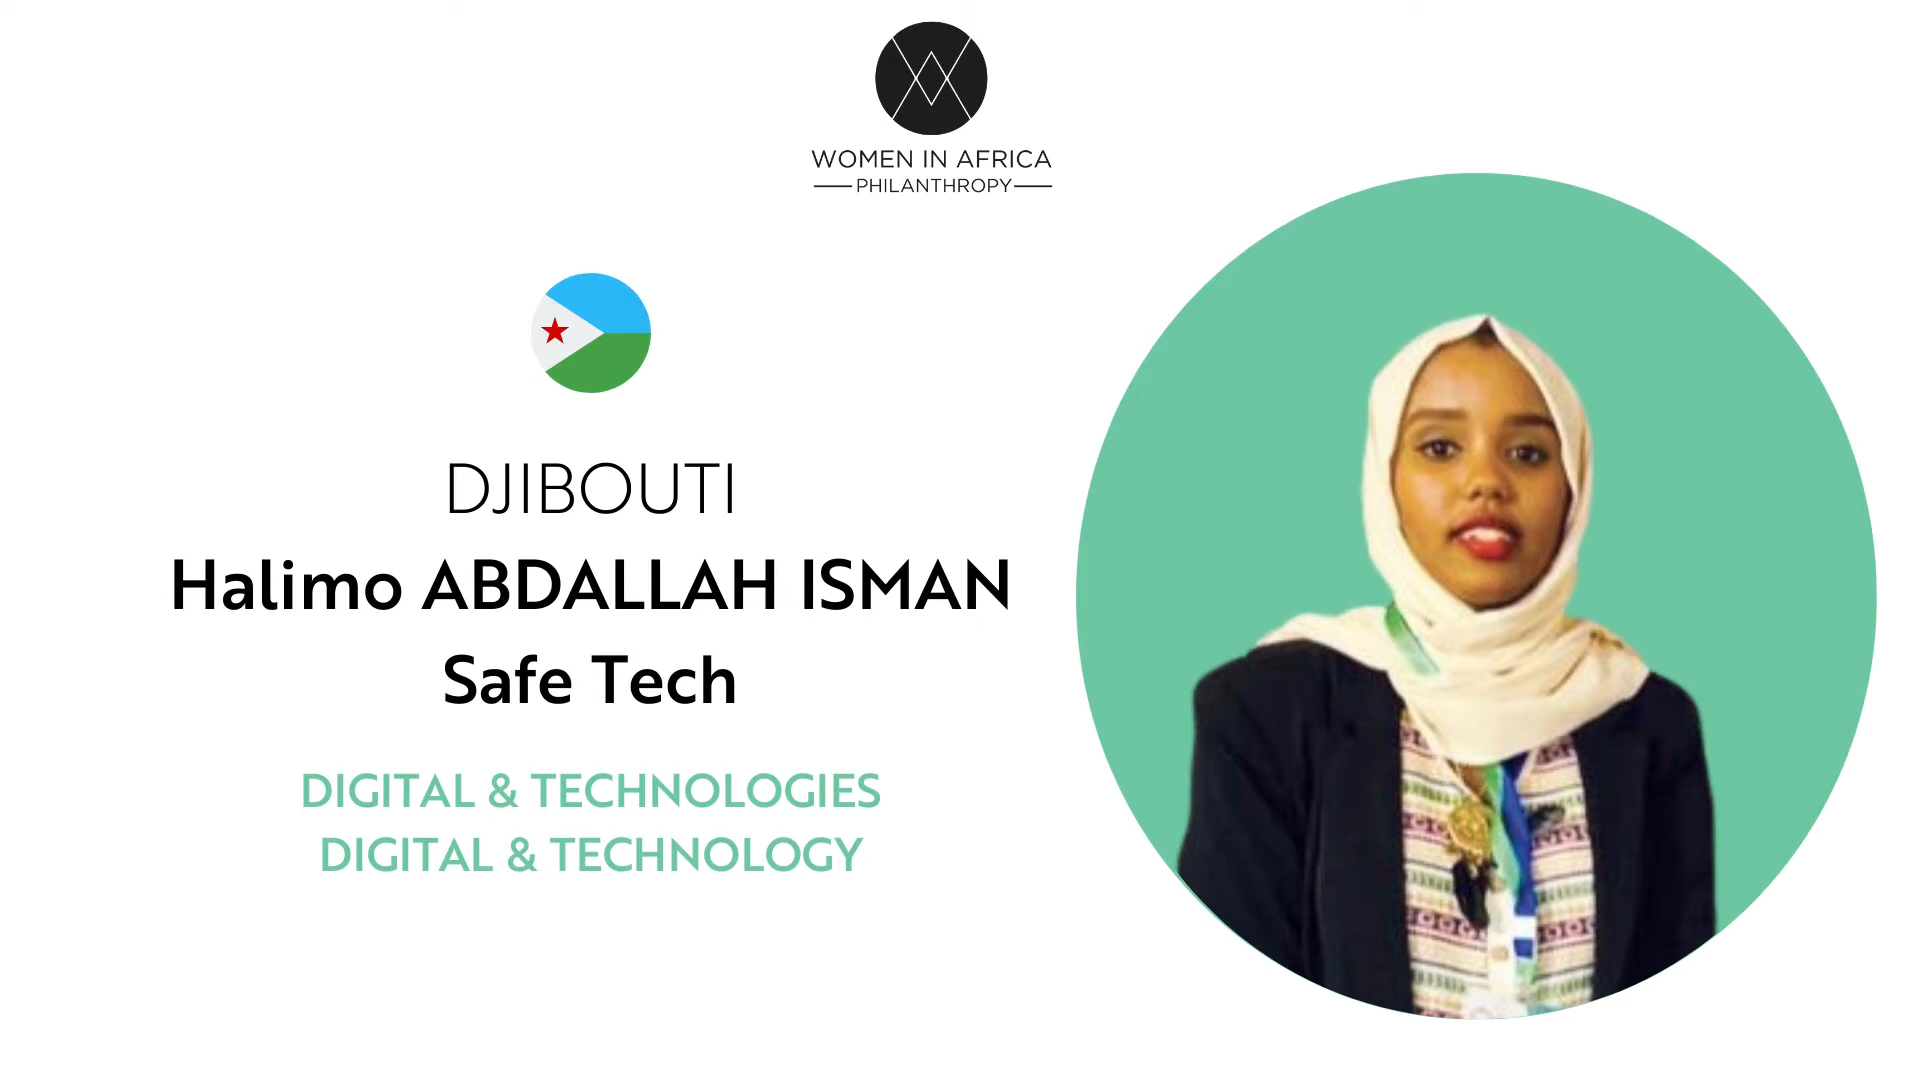 WOMEN IN AFRICA
PHILANTHROPY
DJIBOUTI
Halimo ABDALLAH ISMAN
Safe Tech
DIGITAL & TECHNOLOGIES
DIGITAL & TECHNOLOGY